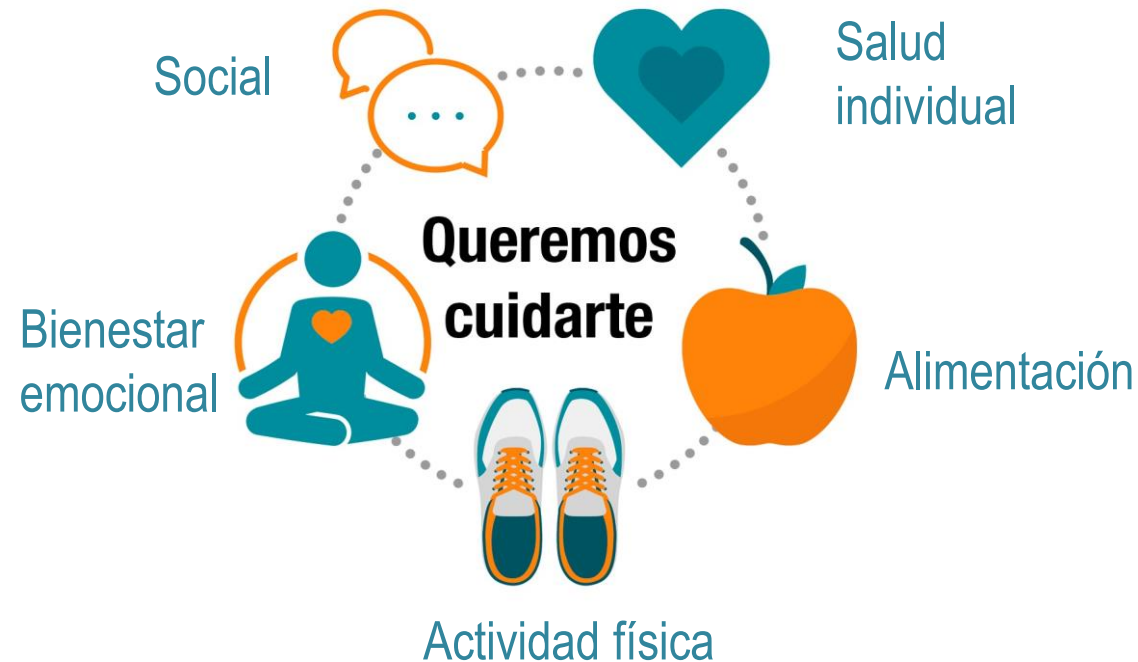 Social
Salud
individual
Queremos
cuidarte
Bienestar
emocional
Alimentación
Actividad física